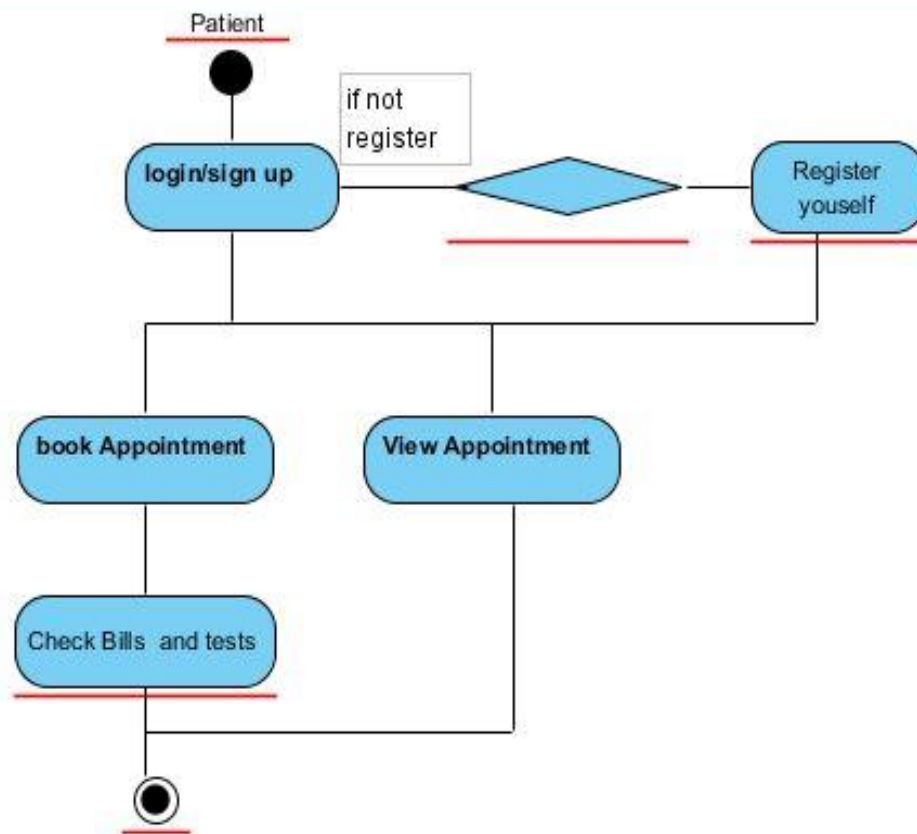 Patient
if not
register
login/sign up
Register
youself
book Appointment
View Appointment
Check Bills and tests